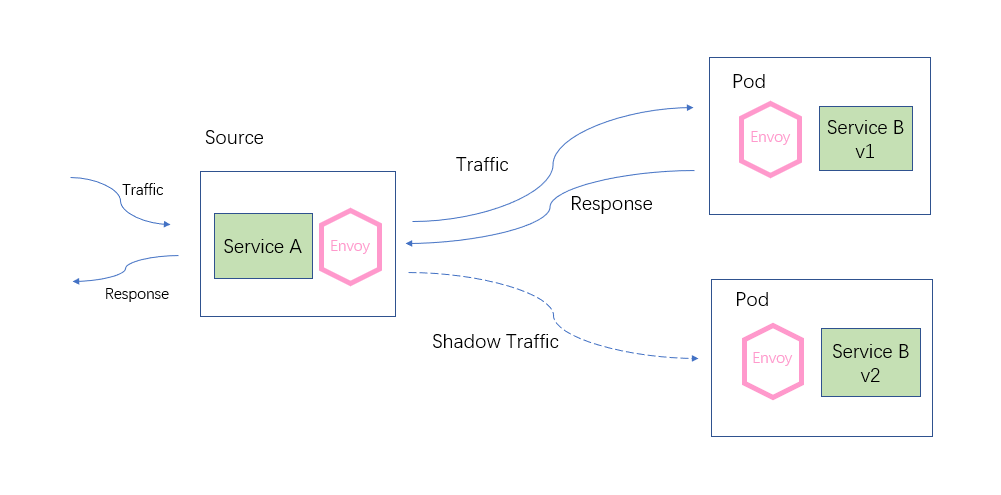 Source
Traffic
Response
Service A
Envoy
Traffic
Response
Shadow Traffic
Pod
Envoy
Service B
v1
Pod
Envoy
Service B
v2